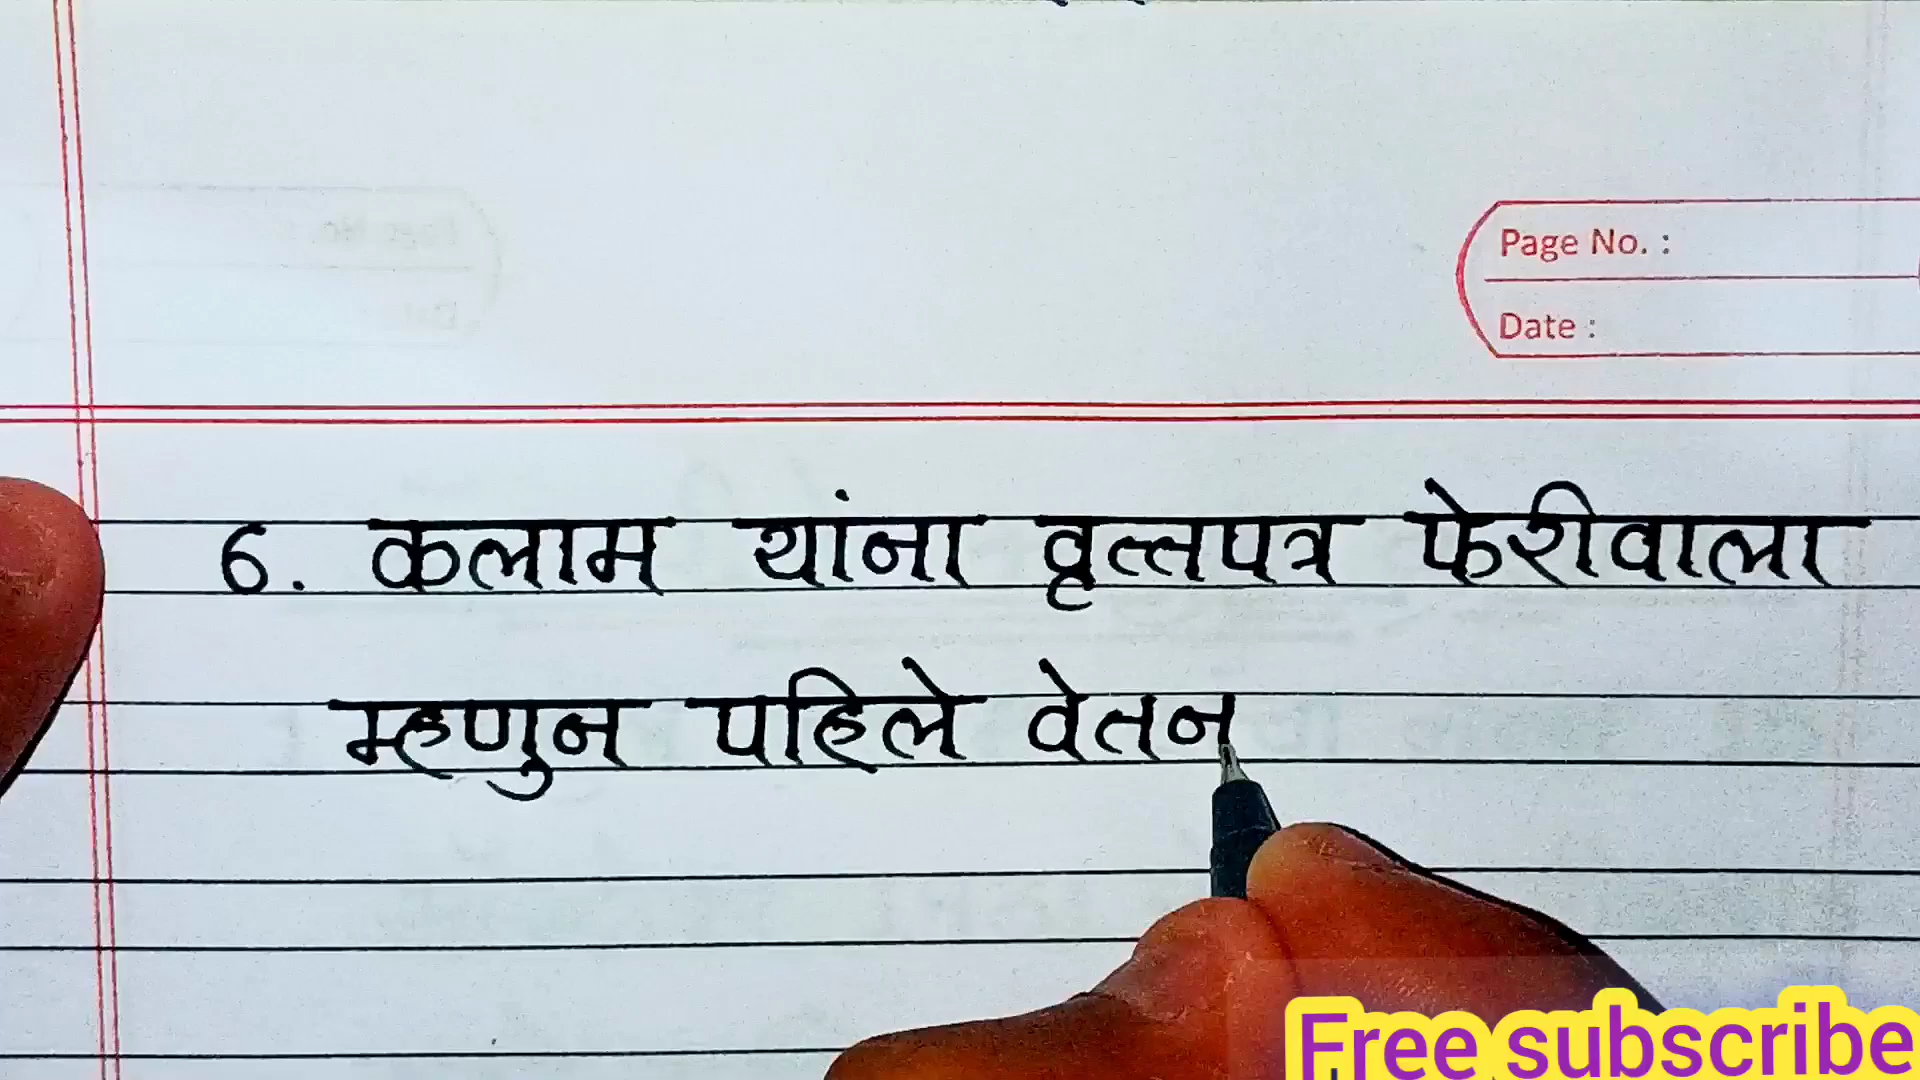 Page No. :
Date :
6. कलाम यांना वृत्तपत्र फेरीवाला
म्हणुन पहिले वेतन
Free subscribe